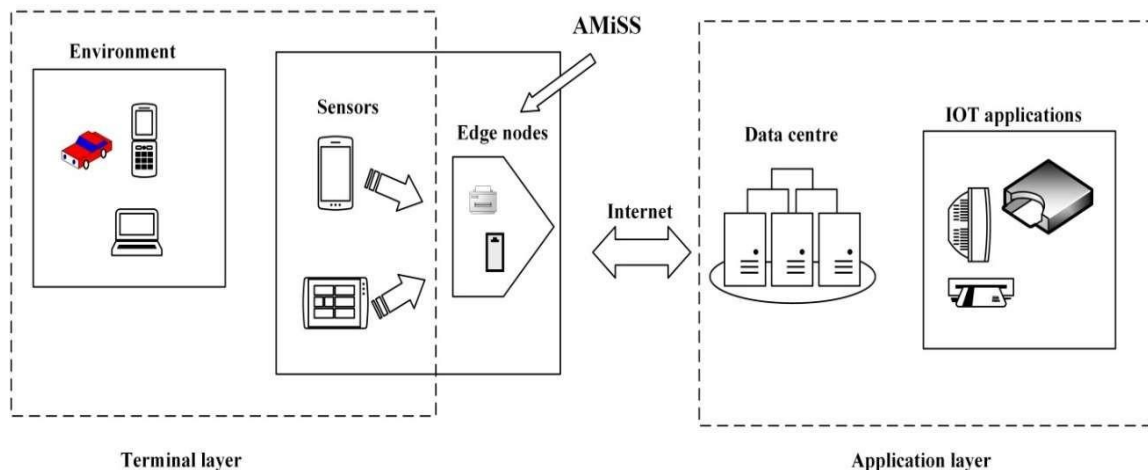 AMiSS
Environment
Sensors
Edge nodes
Data centre
IOT applications
Internet
Terminal layer
Application layer